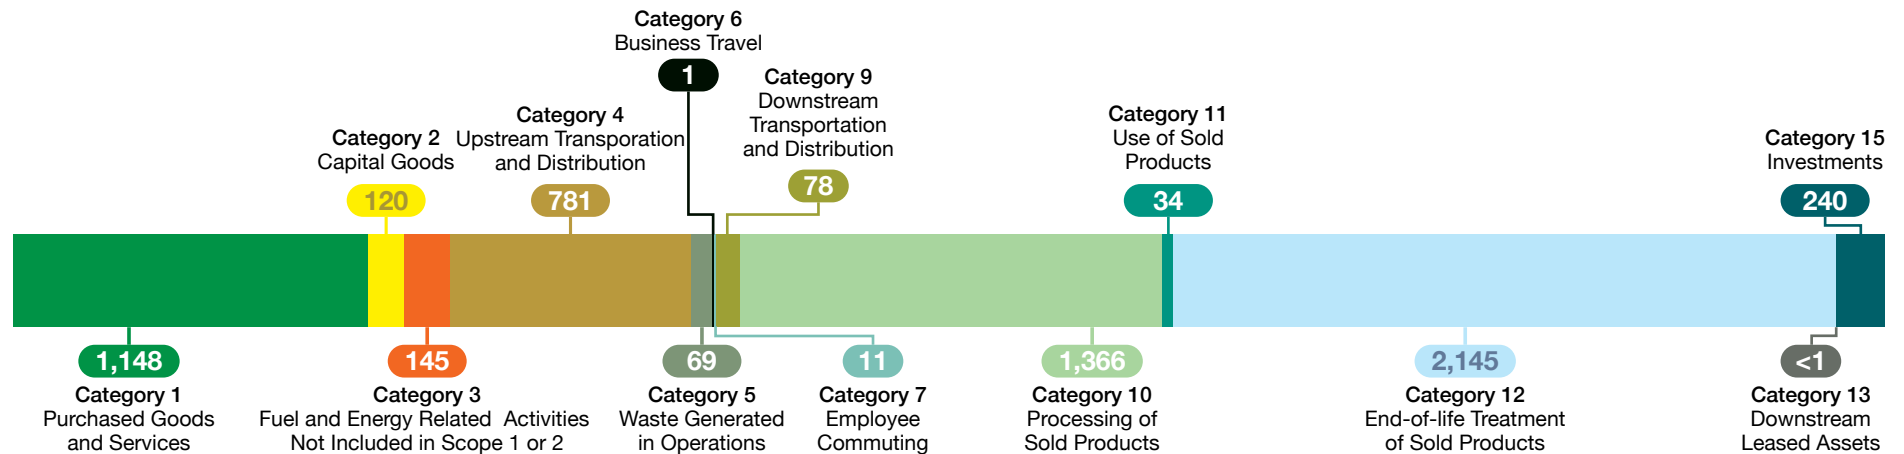 Category 6
Business Travel
1
Category 9
Downstream
Transportation
and Distribution
78
Category 4
Upstream Transporation
and Distribution
781
Category 2
Capital Goods
120
Category 11
Use of Sold
Products
34
Category 15
Investments
240
1,148
Category 1
Purchased Goods
and Services
145
Category 3
Fuel and Energy Related Activities
Not Included in Scope 1 or 2
69
Category 5
Waste Generated
in Operations
11
Category 7
Employee
Commuting
1,366
Category 10
Processing of
Sold Products
2,145
Category 12
End-of-life Treatment
of Sold Products
<1
Category 13
Downstream
Leased Assets